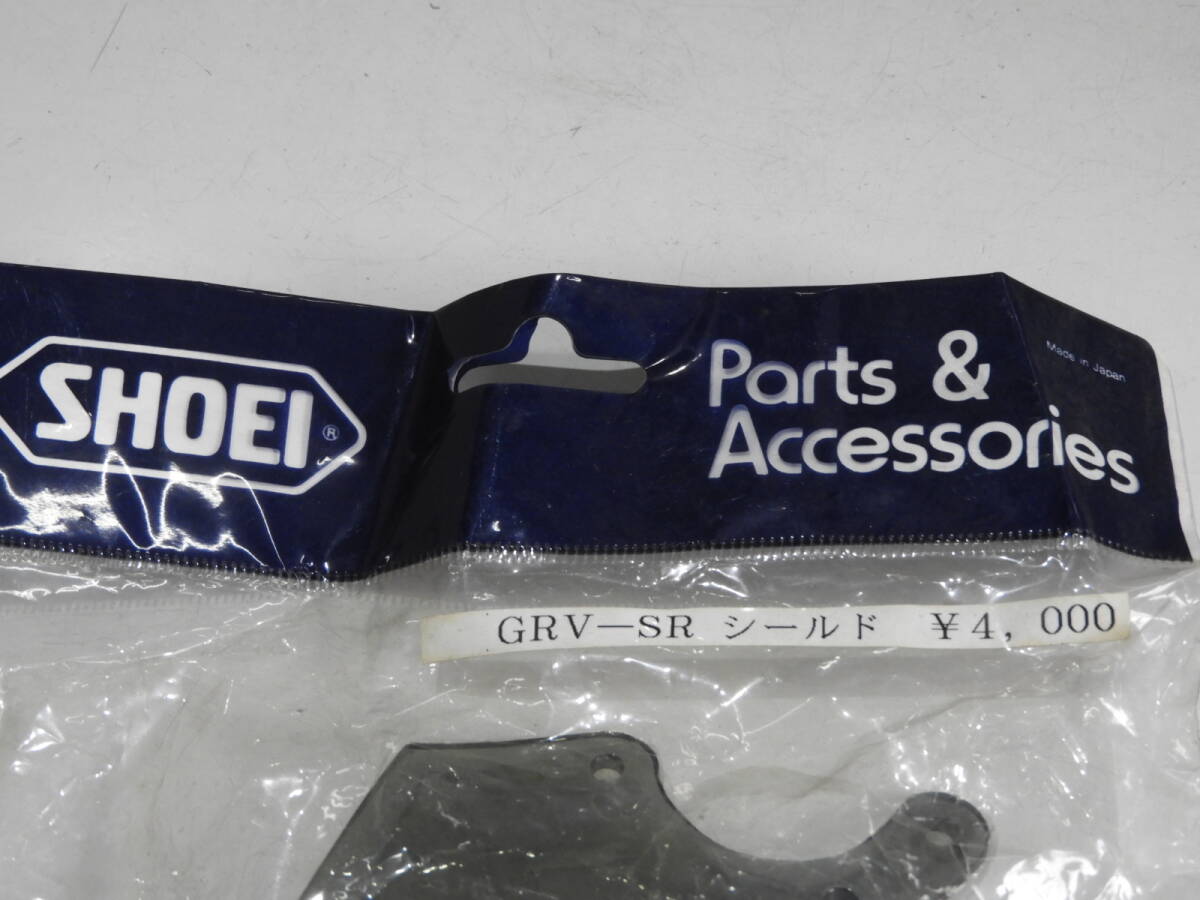 SHOEI ®
Parts &
Accessories
Made in Japan
GRV―SR シールド ¥4,000